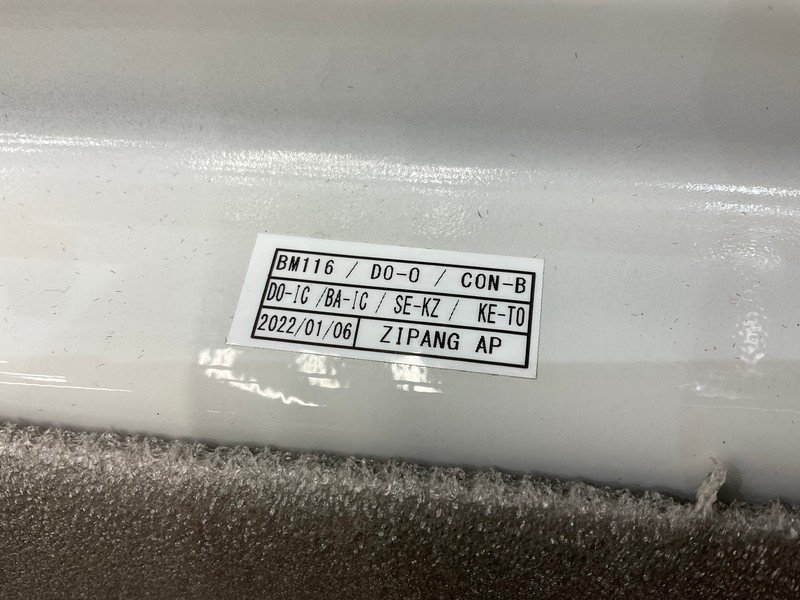 BM116 / DO-O / CON-B
DO-IC /BA-IC / SE-KZ / KE-TO
2022/01/06 ZIPANG AP